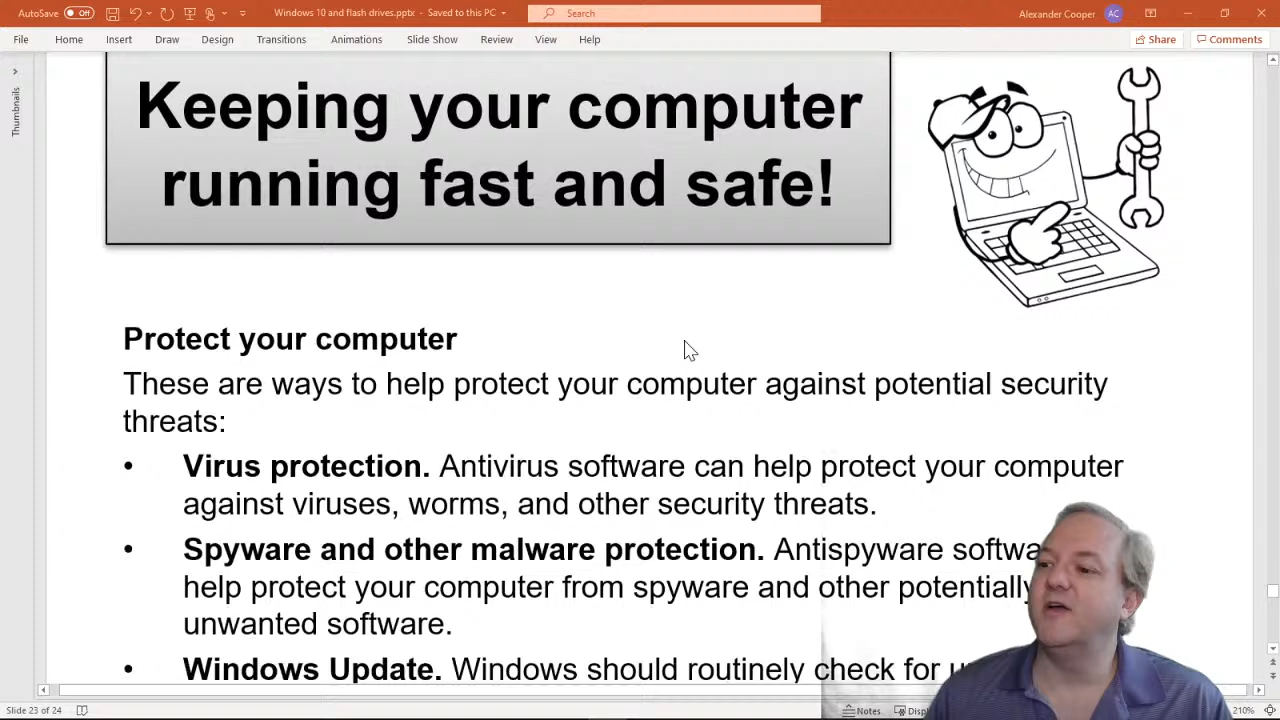 AutoSave Off Windows 10 and flash drives.pptx - Saved to this PC Search Alexander Cooper AC
File Home Insert Draw Design Transitions Animations Slide Show Review View Help Share Comments
Thumbnails
Keeping your computer
running fast and safe!
Protect your computer
These are ways to help protect your computer against potential security
threats:
• Virus protection. Antivirus software can help protect your computer
against viruses, worms, and other security threats.
• Spyware and other malware protection. Antispyware softwa
help protect your computer from spyware and other potentially
unwanted software.
• Windows Update. Windows should routinely check for
Slide 23 of 24 Notes 210%